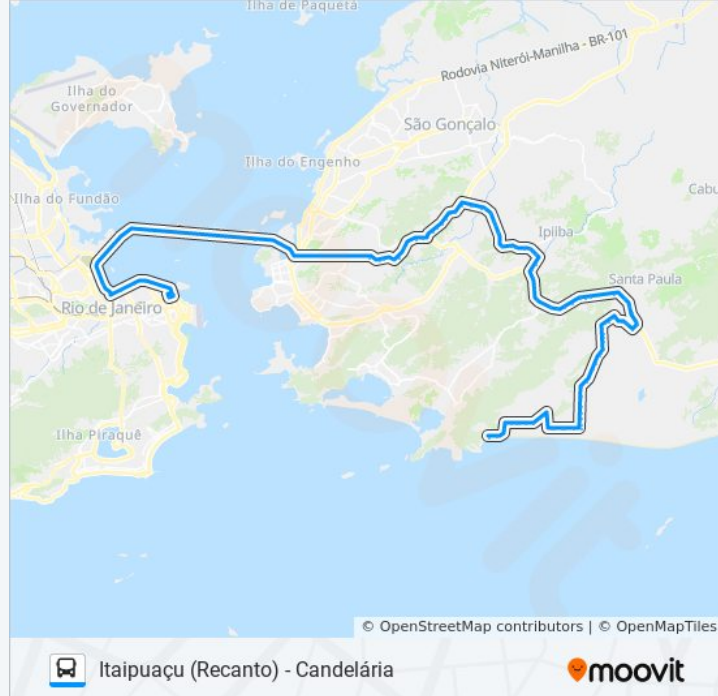 Ilha de Paquetá
Rodovia Niterói-Manilha - BR-101
Ilha do
Governador
São Gonçalo
Ilha do Engenho
Cabu
Ilha do Fundão
Ipiiba
Santa Paula
Rio de Janeiro
Ilha Piraquê
© OpenStreetMap contributors | © OpenMapTiles
Itaipuaçu (Recanto) - Candelária
moovit